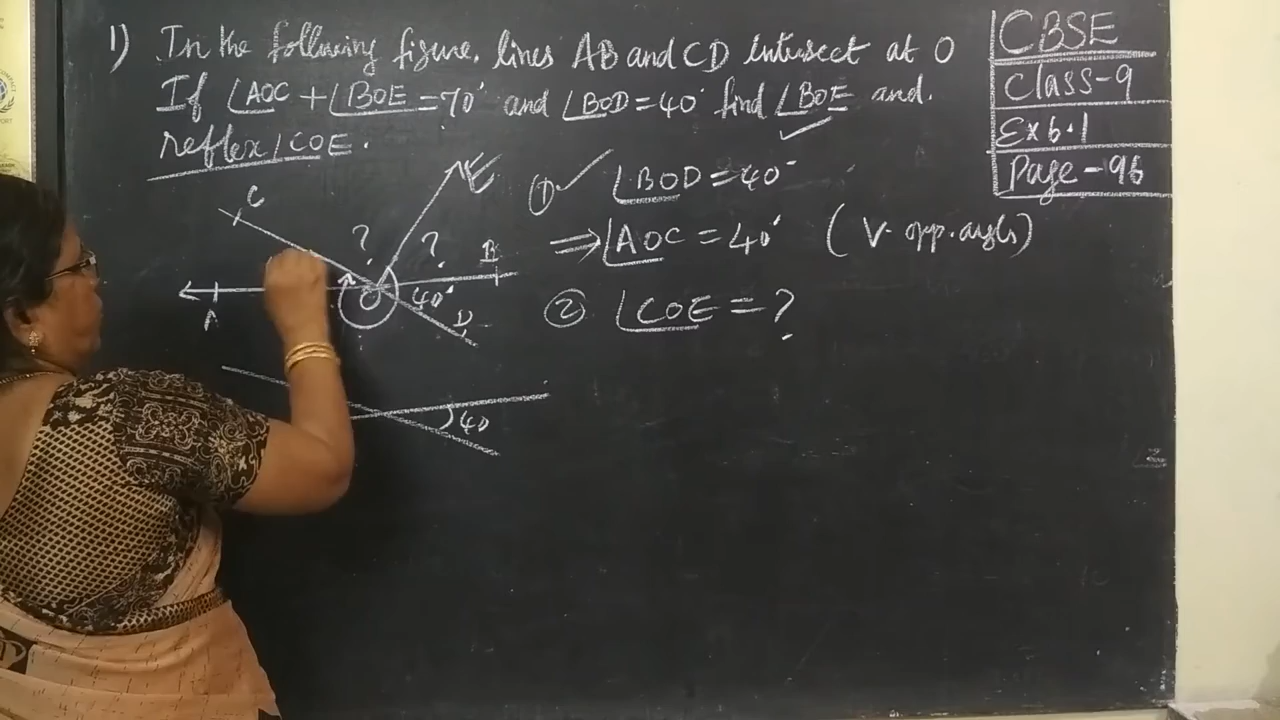 1) In the following figure, lines AB and CD intersect at O
If ∠AOC + ∠BOE = 70° and ∠BOD = 40° find ∠BOE and.
reflex ∠COE.
CBSE
Class-9
Ex 6.1
Page-96
① ✓ ∠BOD = 40°
⇒ ∠AOC = 40° (V. opp. angls)
② ∠COE = ?
C
E
? ?
B
A
O
40°
D
40